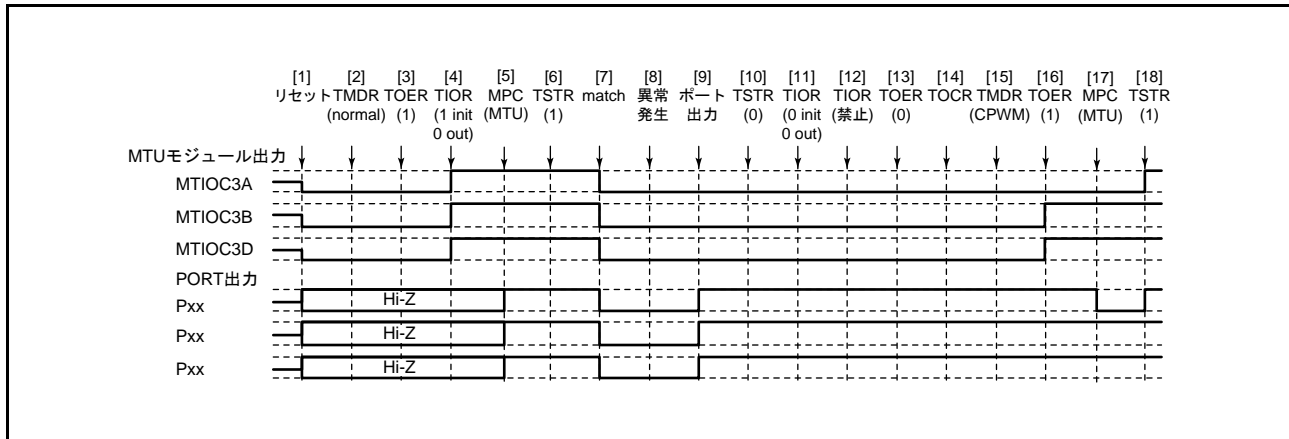 [1] [2] [3] [4] [5] [6] [7] [8] [9] [10] [11] [12] [13] [14] [15] [16] [17] [18]
リセット TMDR TOER TIOR MPC TSTR match 異常 ポート TSTR TIOR TIOR TOER TOCR TMDR TOER MPC TSTR
(normal) (1) (1 init (MTU) (1) 発生 出力 (0) (0 init (禁止) (0) (CPWM) (1) (MTU) (1)
0 out) 0 out)
MTUモジュール出力
MTIOC3A
MTIOC3B
MTIOC3D
PORT出力
Pxx Hi-Z
Pxx Hi-Z
Pxx Hi-Z